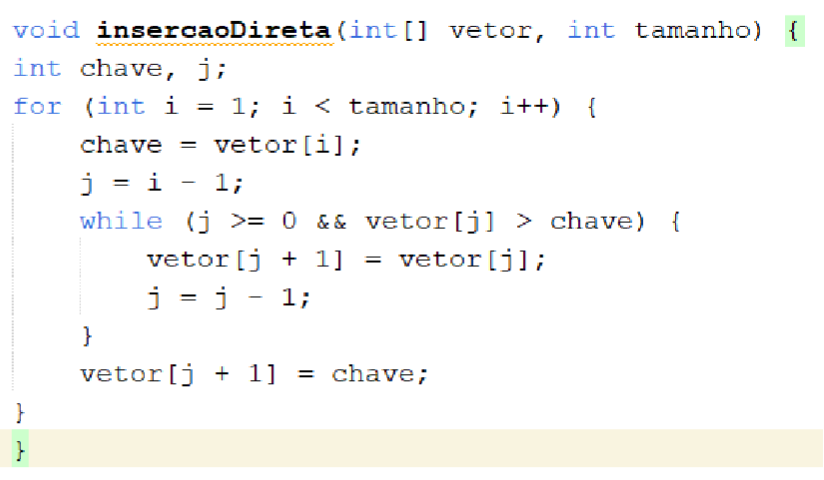 void insercaoDireta(int[] vetor, int tamanho) {
int chave, j;
for (int i = 1; i < tamanho; i++) {
chave = vetor[i];
j = i - 1;
while (j >= 0 && vetor[j] > chave) {
vetor[j + 1] = vetor[j];
j = j - 1;
}
vetor[j + 1] = chave;
}
}